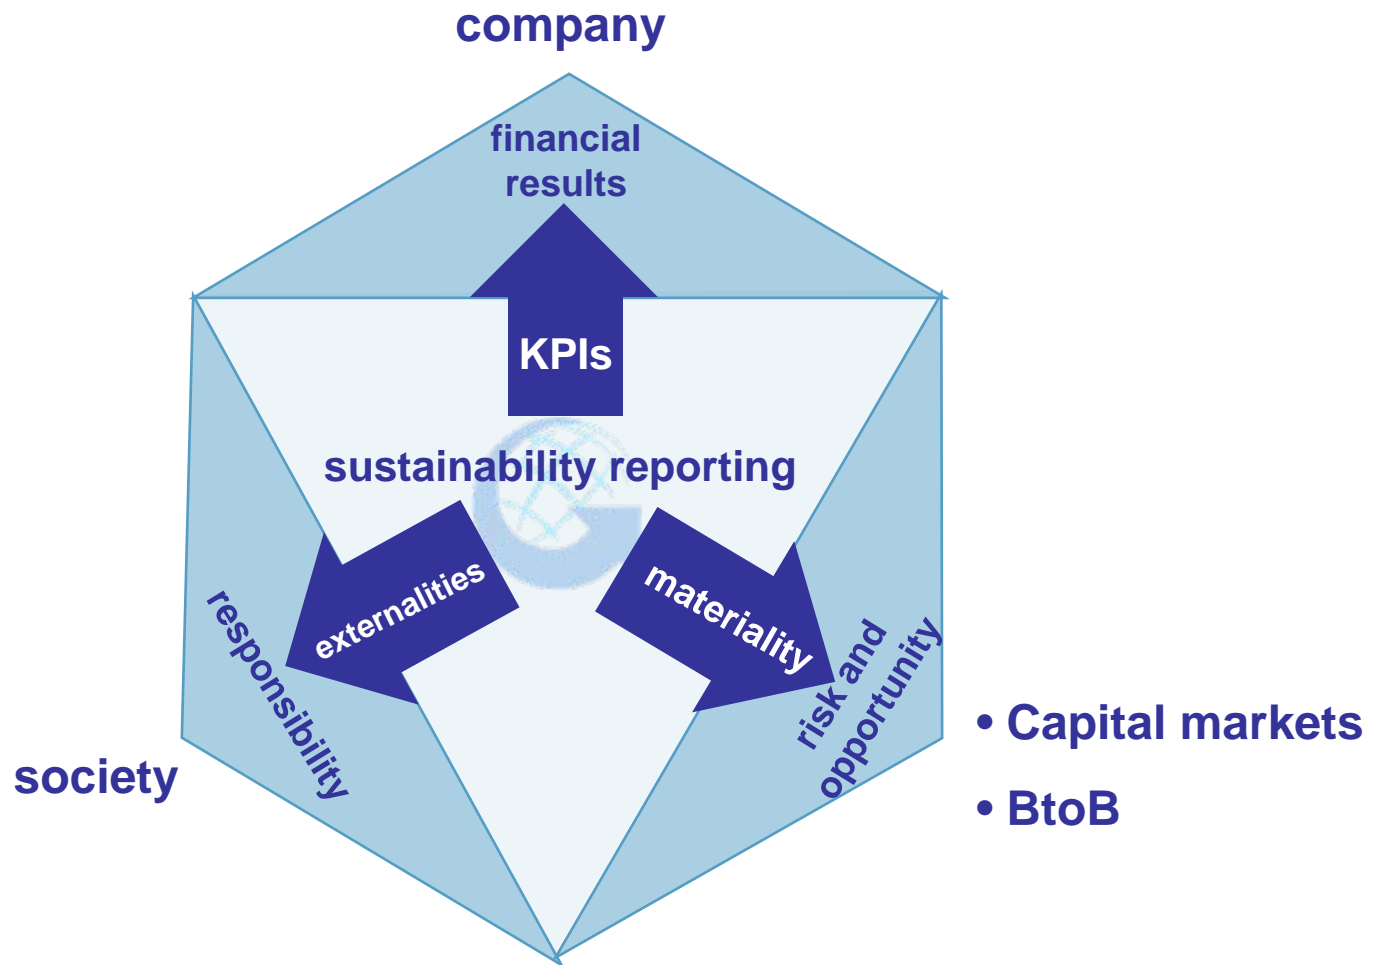 company
financial
results
KPIs
sustainability reporting
externalities
materiality
responsibility
risk and
opportunity
society
• Capital markets
• BtoB